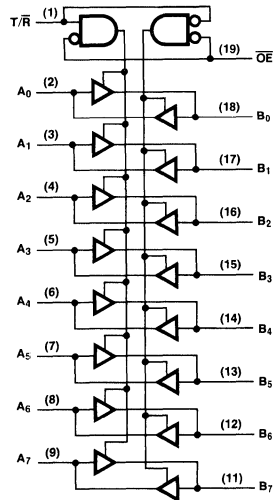 T/R̅ (1)
(19) O̅E̅
A₀ (2)
(18) B₀
A₁ (3)
(17) B₁
A₂ (4)
(16) B₂
A₃ (5)
(15) B₃
A₄ (6)
(14) B₄
A₅ (7)
(13) B₅
A₆ (8)
(12) B₆
A₇ (9)
(11) B₇